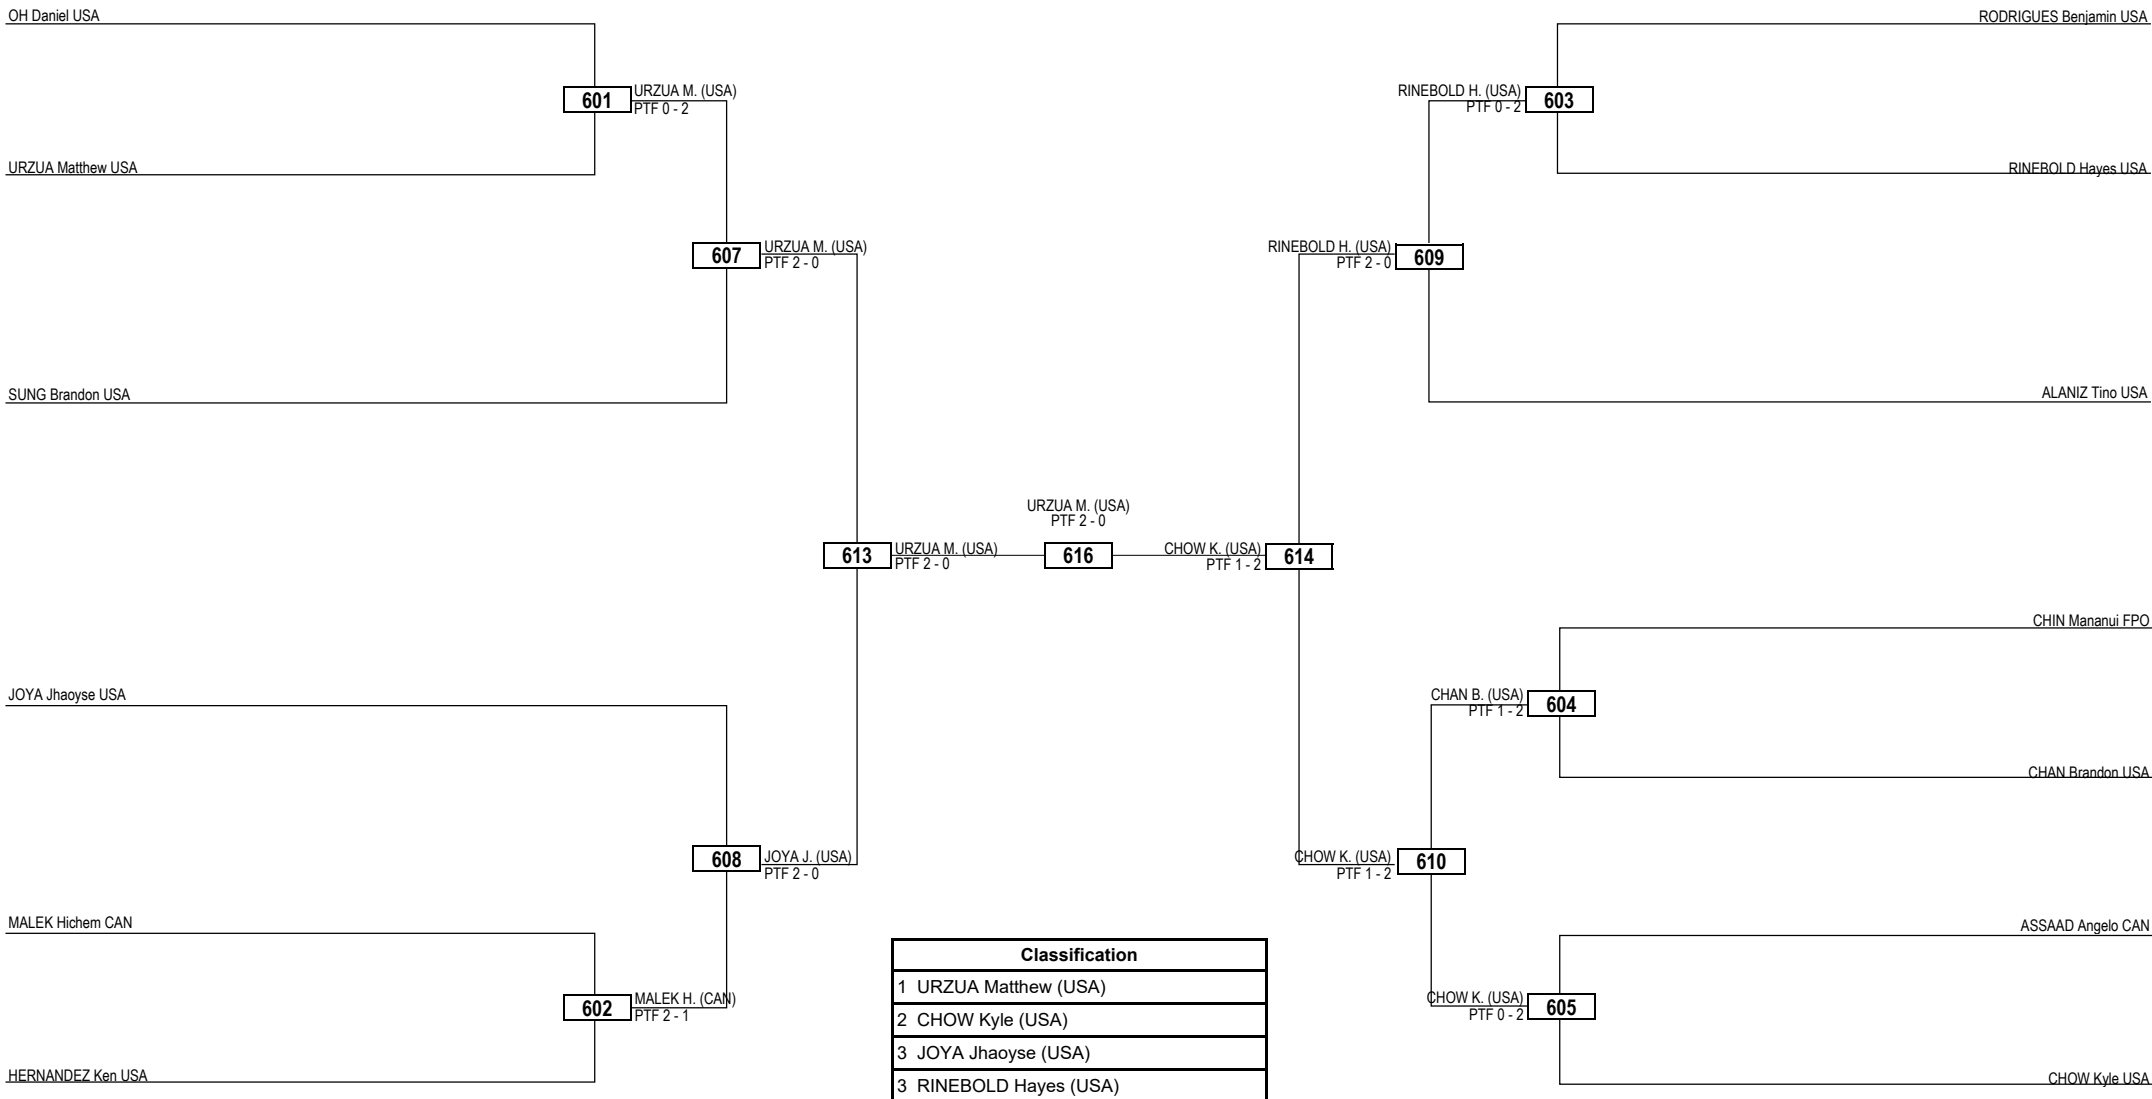 OH Daniel USA
RODRIGUES Benjamin USA
601
URZUA M. (USA)
PTF 0 - 2
RINEBOLD H. (USA)
PTF 0 - 2
603
URZUA Matthew USA
RINEBOLD Hayes USA
607
URZUA M. (USA)
PTF 2 - 0
RINEBOLD H. (USA)
PTF 2 - 0
609
SUNG Brandon USA
ALANIZ Tino USA
URZUA M. (USA)
PTF 2 - 0
613
URZUA M. (USA)
PTF 2 - 0
616
CHOW K. (USA)
PTF 1 - 2
614
CHIN Mananui FPO
JOYA Jhaoyse USA
CHAN B. (USA)
PTF 1 - 2
604
CHAN Brandon USA
608
JOYA J. (USA)
PTF 2 - 0
CHOW K. (USA)
PTF 1 - 2
610
MALEK Hichem CAN
ASSAAD Angelo CAN
602
MALEK H. (CAN)
PTF 2 - 1
CHOW K. (USA)
PTF 0 - 2
605
HERNANDEZ Ken USA
CHOW Kyle USA
Classification
1 URZUA Matthew (USA)
2 CHOW Kyle (USA)
3 JOYA Jhaoyse (USA)
3 RINEBOLD Hayes (USA)